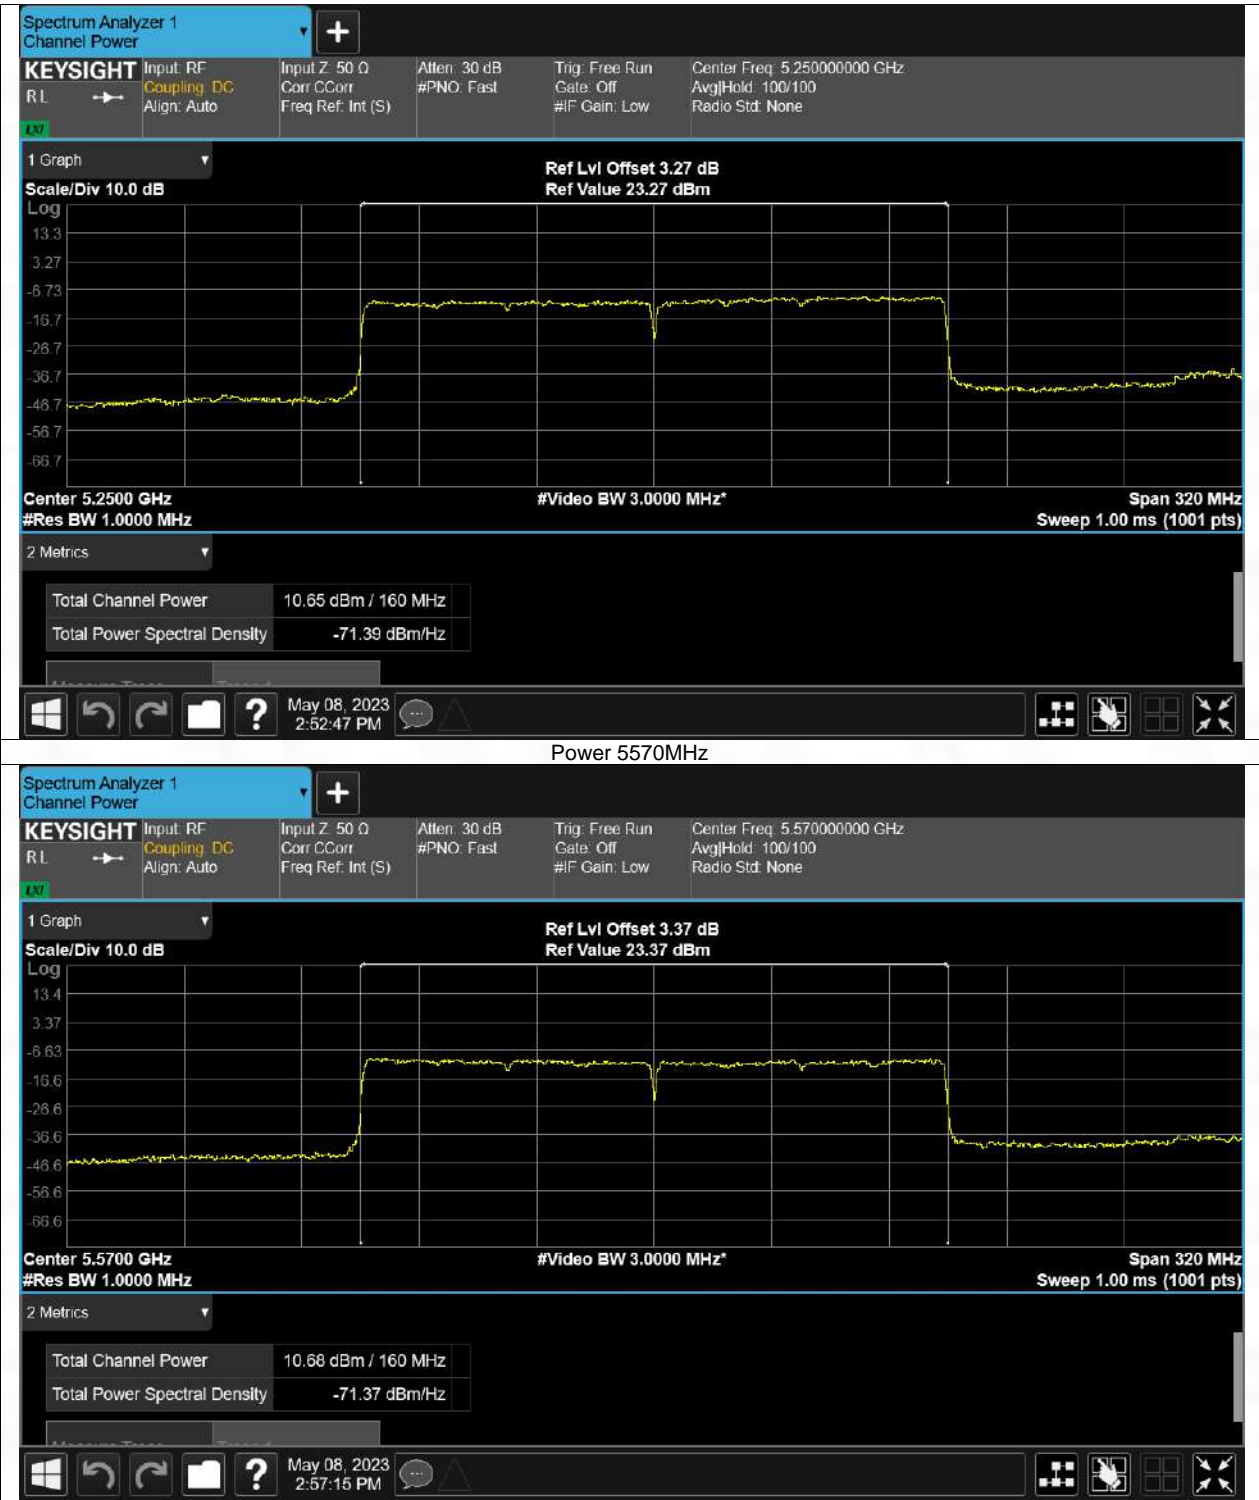 Spectrum Analyzer 1
Channel Power
KEYSIGHT
RL
LXI
Input: RF
Coupling: DC
Align: Auto
Input Z: 50 Ω
Corr CCorr
Freq Ref: Int (S)
Atten: 30 dB
#PNO: Fast
Trig: Free Run
Gate: Off
#IF Gain: Low
Center Freq: 5.250000000 GHz
Avg|Hold: 100/100
Radio Std: None
1 Graph
Scale/Div 10.0 dB
Ref Lvl Offset 3.27 dB
Ref Value 23.27 dBm
Log
13.3
3.27
-6.73
-16.7
-26.7
-36.7
-46.7
-56.7
-66.7
Center 5.2500 GHz
#Res BW 1.0000 MHz
#Video BW 3.0000 MHz*
Span 320 MHz
Sweep 1.00 ms (1001 pts)
2 Metrics
Total Channel Power 10.65 dBm / 160 MHz
Total Power Spectral Density -71.39 dBm/Hz
?
May 08, 2023
2:52:47 PM
Power 5570MHz
Spectrum Analyzer 1
Channel Power
KEYSIGHT
RL
LXI
Input: RF
Coupling: DC
Align: Auto
Input Z: 50 Ω
Corr CCorr
Freq Ref: Int (S)
Atten: 30 dB
#PNO: Fast
Trig: Free Run
Gate: Off
#IF Gain: Low
Center Freq: 5.570000000 GHz
Avg|Hold: 100/100
Radio Std: None
1 Graph
Scale/Div 10.0 dB
Ref Lvl Offset 3.37 dB
Ref Value 23.37 dBm
Log
13.4
3.37
-6.63
-16.6
-26.6
-36.6
-46.6
-56.6
-66.6
Center 5.5700 GHz
#Res BW 1.0000 MHz
#Video BW 3.0000 MHz*
Span 320 MHz
Sweep 1.00 ms (1001 pts)
2 Metrics
Total Channel Power 10.68 dBm / 160 MHz
Total Power Spectral Density -71.37 dBm/Hz
?
May 08, 2023
2:57:15 PM